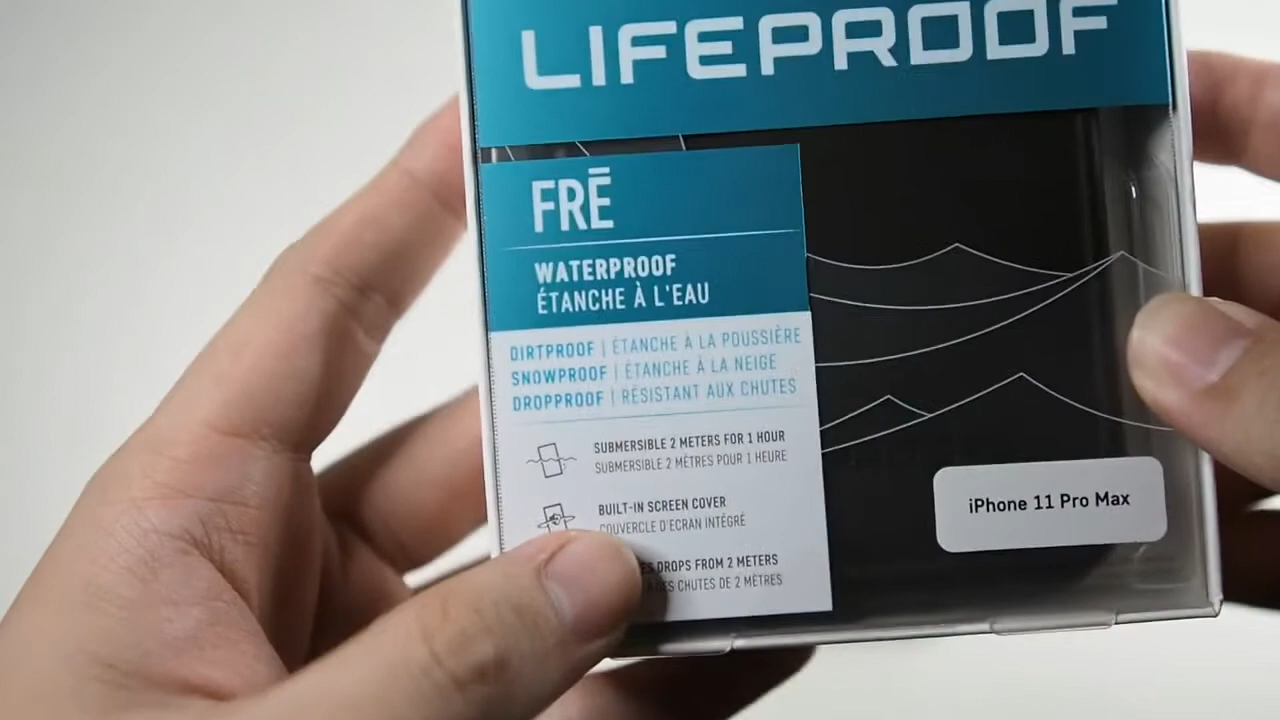 LIFEPROOF
FRĒ
WATERPROOF
ÉTANCHE À L'EAU
DIRTPROOF | ÉTANCHE À LA POUSSIÈRE
SNOWPROOF | ÉTANCHE À LA NEIGE
DROPPROOF | RÉSISTANT AUX CHUTES
SUBMERSIBLE 2 METERS FOR 1 HOUR
SUBMERSIBLE 2 MÈTRES POUR 1 HEURE
BUILT-IN SCREEN COVER
COUVERCLE D'ECRAN INTÉGRÉ
DROPS FROM 2 METERS
CHUTES DE 2 MÈTRES
iPhone 11 Pro Max